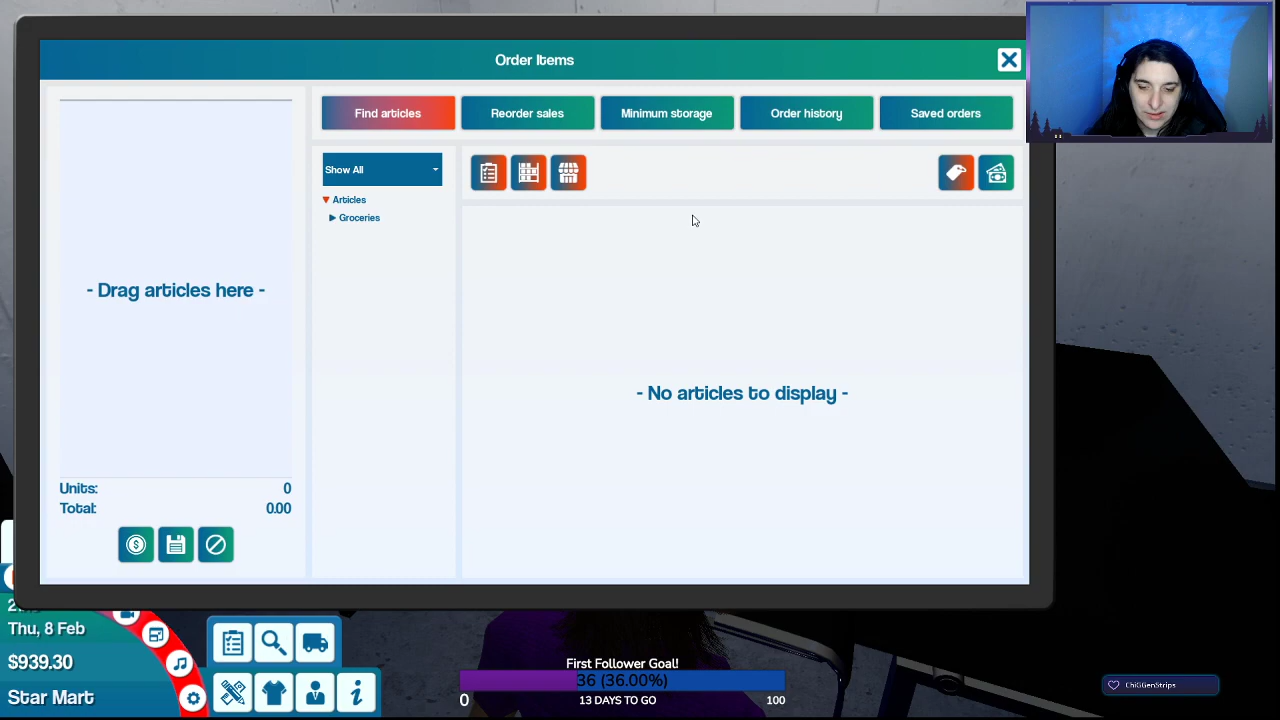 Order Items
Find articles
Reorder sales
Minimum storage
Order history
Saved orders
Show All
Articles
Groceries
- Drag articles here -
- No articles to display -
Units: 0
Total: 0.00
Thu, 8 Feb
$939.30
Star Mart
First Follower Goal!
36 (36.00%)
0
13 DAYS TO GO
100
ChiGGenStrips